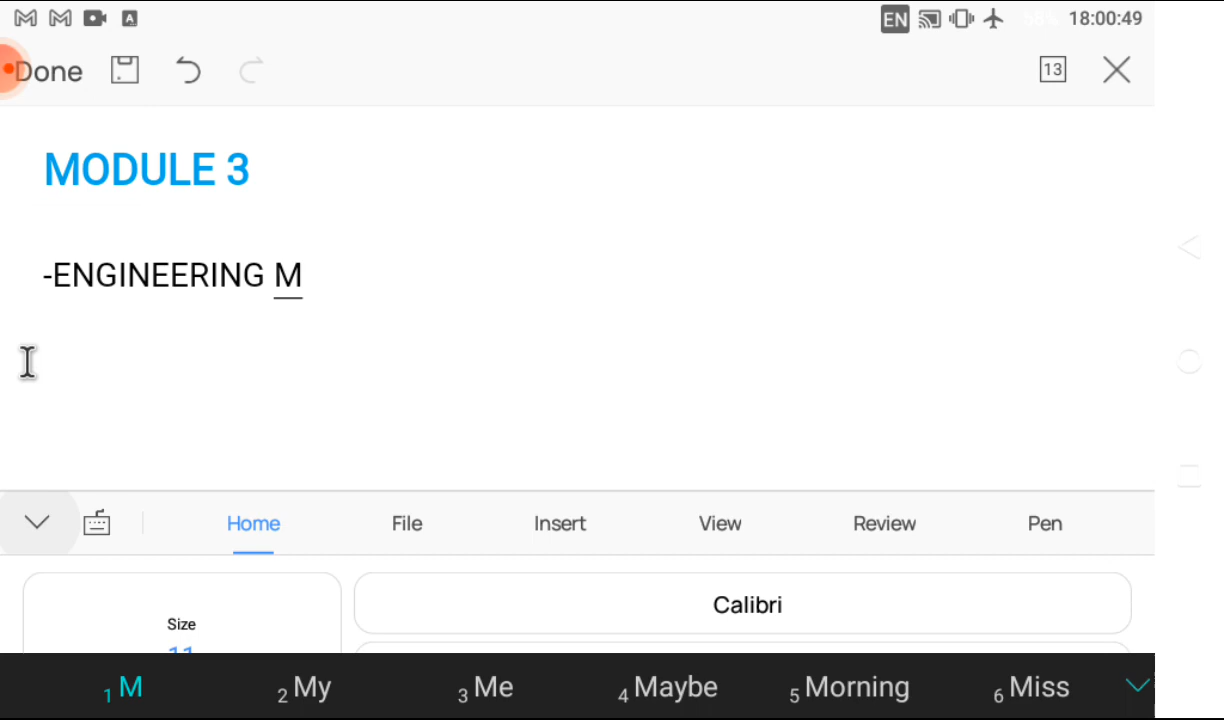 EN 18:00:49
Done 13
MODULE 3
-ENGINEERING M
Home File Insert View Review Pen
Calibri
Size
11
1 M 2 My 3 Me 4 Maybe 5 Morning 6 Miss